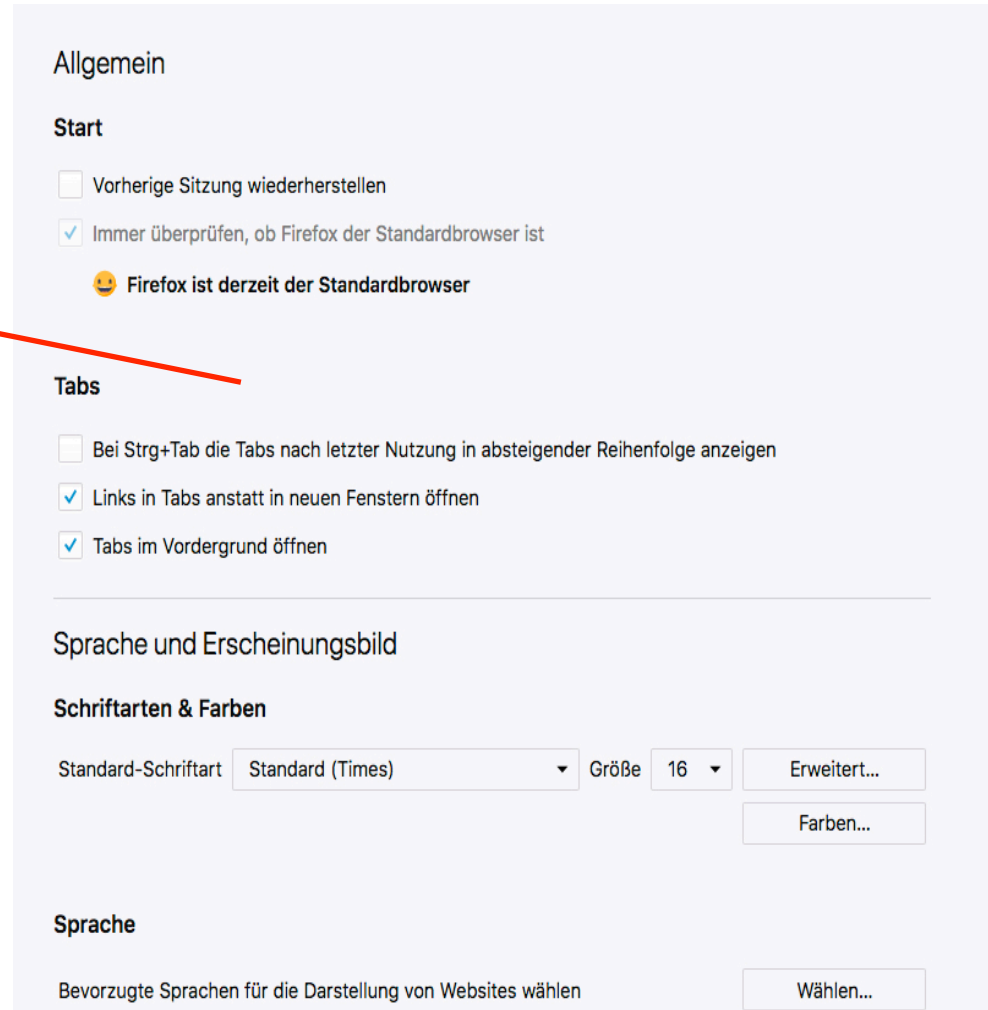 Allgemein
Start
Vorherige Sitzung wiederherstellen
Immer überprüfen, ob Firefox der Standardbrowser ist
Firefox ist derzeit der Standardbrowser
Tabs
Bei Strg+Tab die Tabs nach letzter Nutzung in absteigender Reihenfolge anzeigen
Links in Tabs anstatt in neuen Fenstern öffnen
Tabs im Vordergrund öffnen
Sprache und Erscheinungsbild
Schriftarten & Farben
Standard-Schriftart Standard (Times) Größe 16 Erweitert...
Farben...
Sprache
Bevorzugte Sprachen für die Darstellung von Websites wählen Wählen...